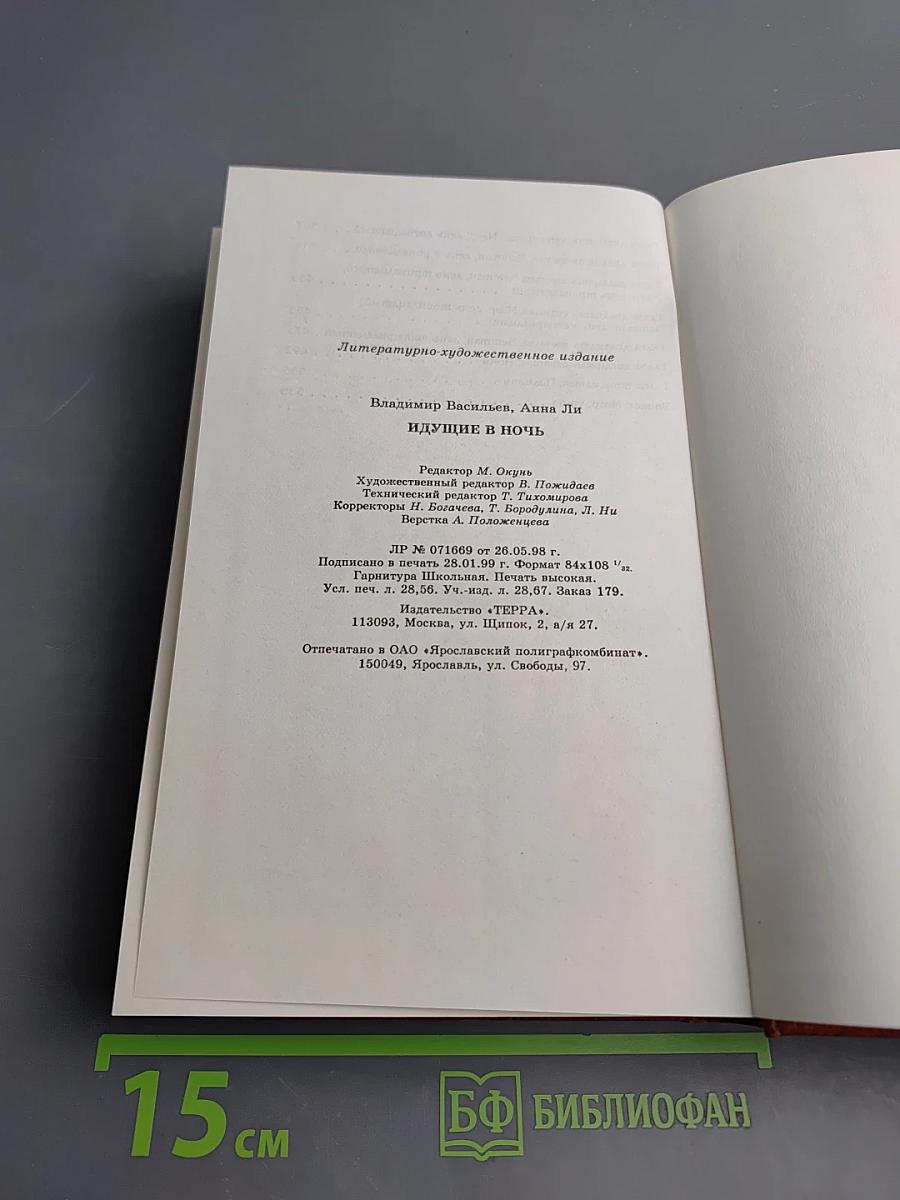 Литературно-художественное издание
Владимир Васильев, Анна Ли
ИДУЩИЕ В НОЧЬ
Редактор М. Окунь
Художественный редактор В. Пожидаев
Технический редактор Т. Тихомирова
Корректоры Н. Богачева, Т. Бородулина, Л. Ни
Верстка А. Положенцева
ЛР № 071669 от 26.05.98 г.
Подписано в печать 28.01.99 г. Формат 84х108 1/32.
Гарнитура Школьная. Печать высокая.
Усл. печ. л. 28,56. Уч.-изд. л. 28,67. Заказ 179.
Издательство «ТЕРРА».
113093, Москва, ул. Щипок, 2, а/я 27.
Отпечатано в ОАО «Ярославский полиграфкомбинат».
150049, Ярославль, ул. Свободы, 97.
15 см
БФ БИБЛИОФАН